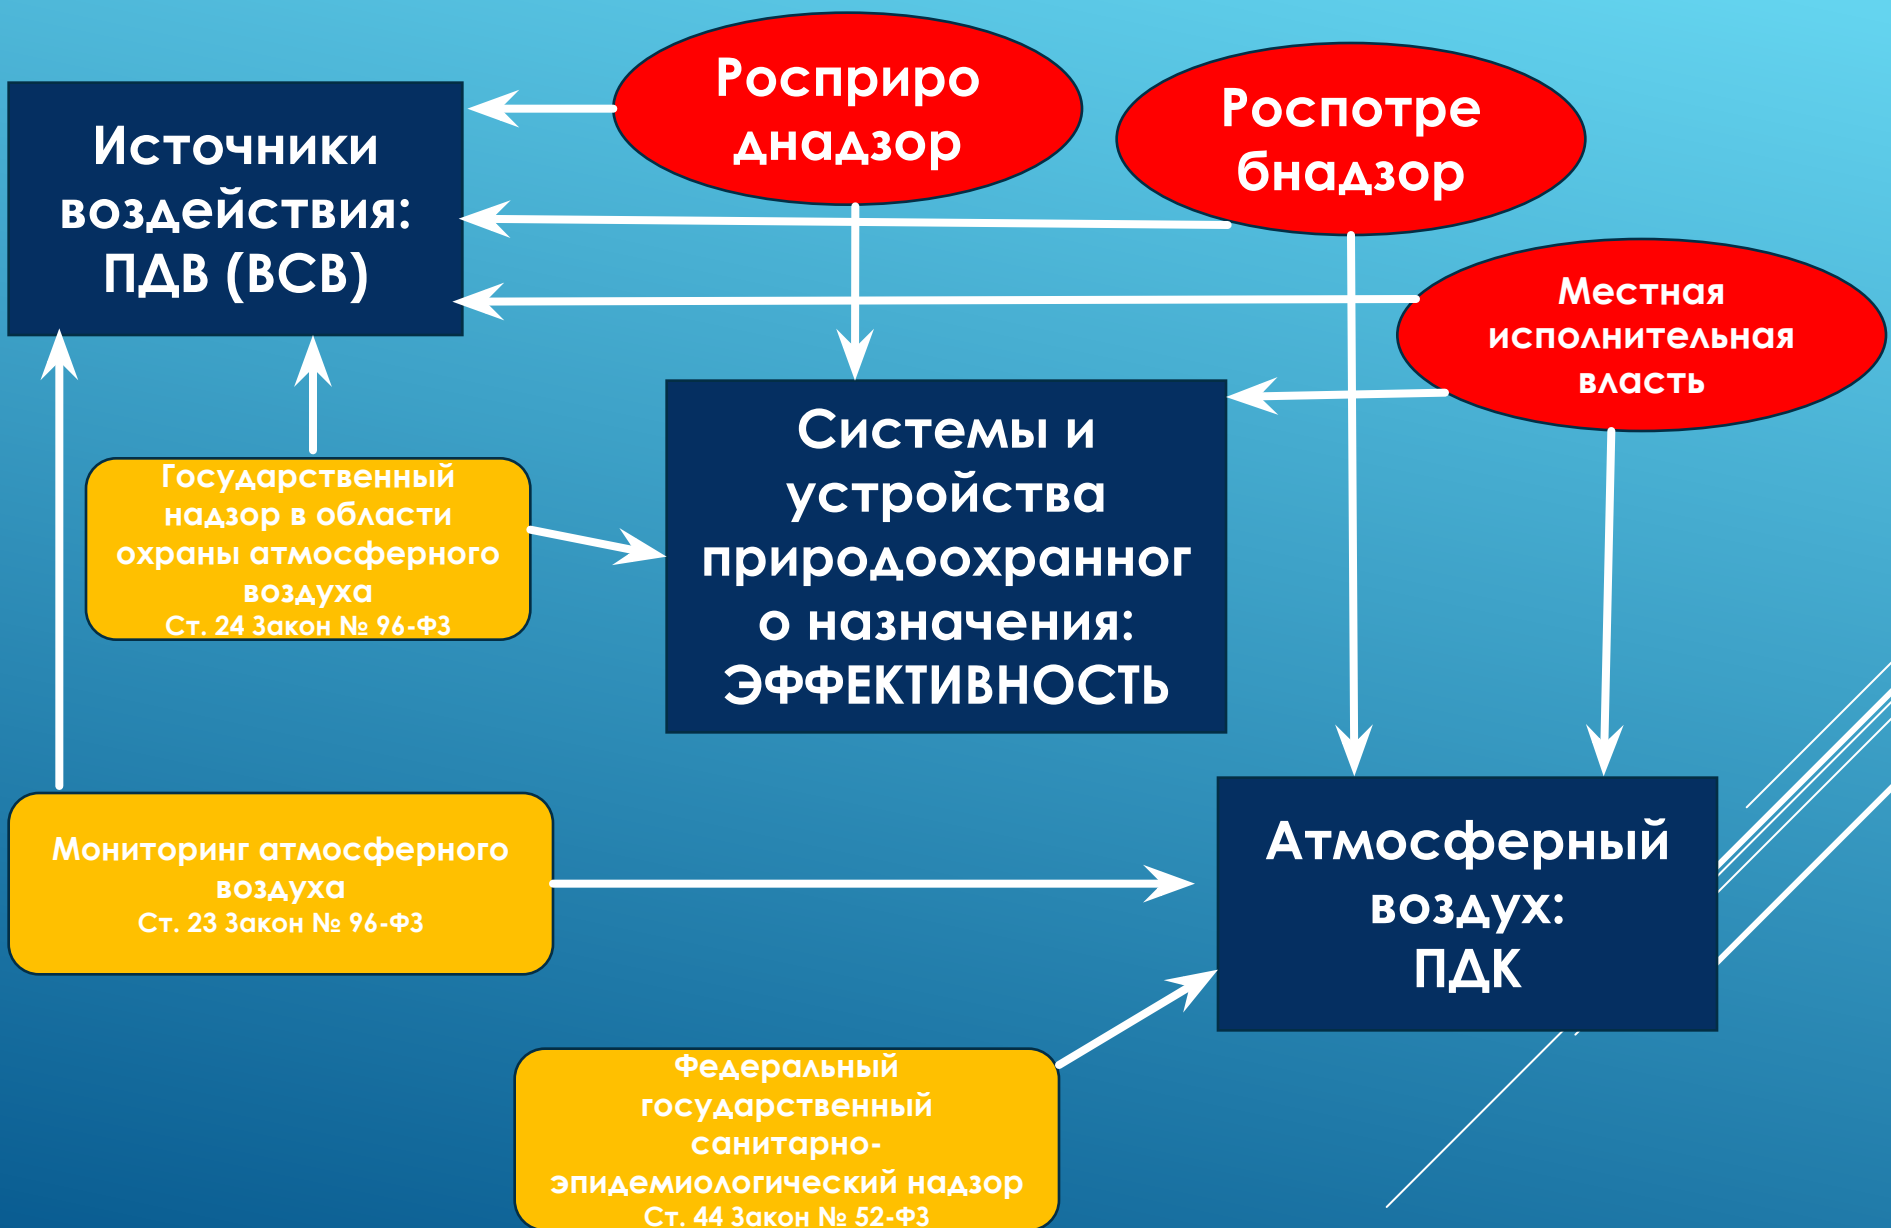 Росприро
днадзор
Роспотре
бнадзор
Источники
воздействия:
ПДВ (ВСВ)
Местная
исполнительная
власть
Системы и
устройства
природоохранног
о назначения:
ЭФФЕКТИВНОСТЬ
Государственный
надзор в области
охраны атмосферного
воздуха
Ст. 24 Закон № 96-ФЗ
Мониторинг атмосферного
воздуха
Ст. 23 Закон № 96-ФЗ
Атмосферный
воздух:
ПДК
Федеральный
государственный
санитарно-
эпидемиологический надзор
Ст. 44 Закон № 52-ФЗ